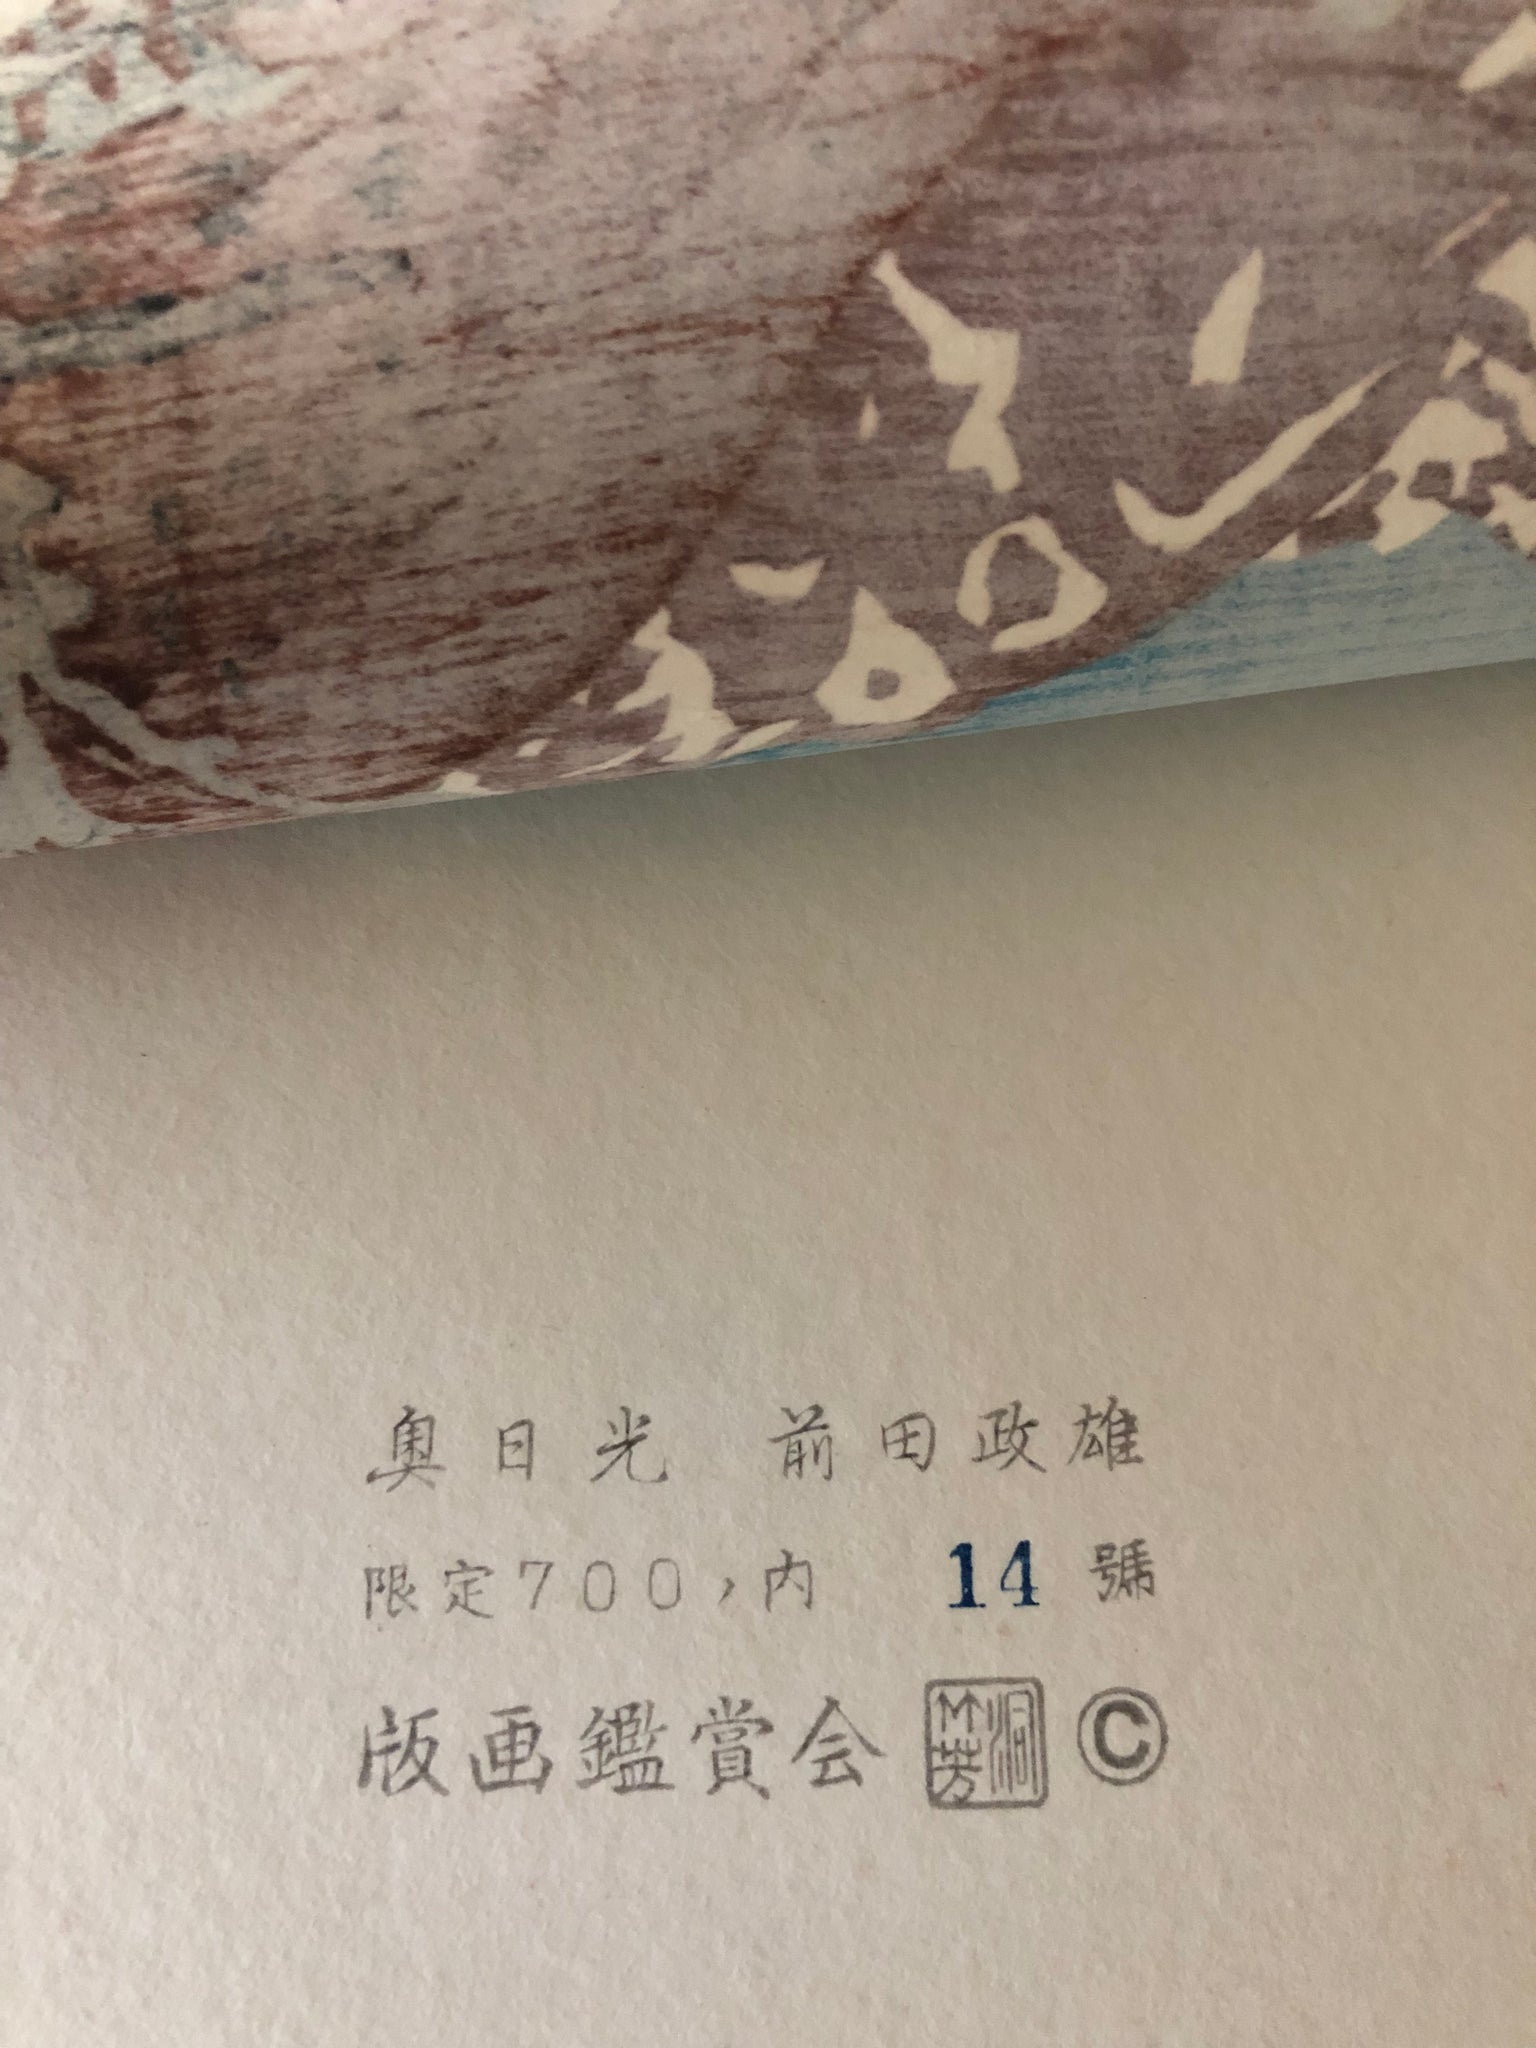 奥日光 前田政雄
限定700,内 14 號
版画鑑賞会 ©